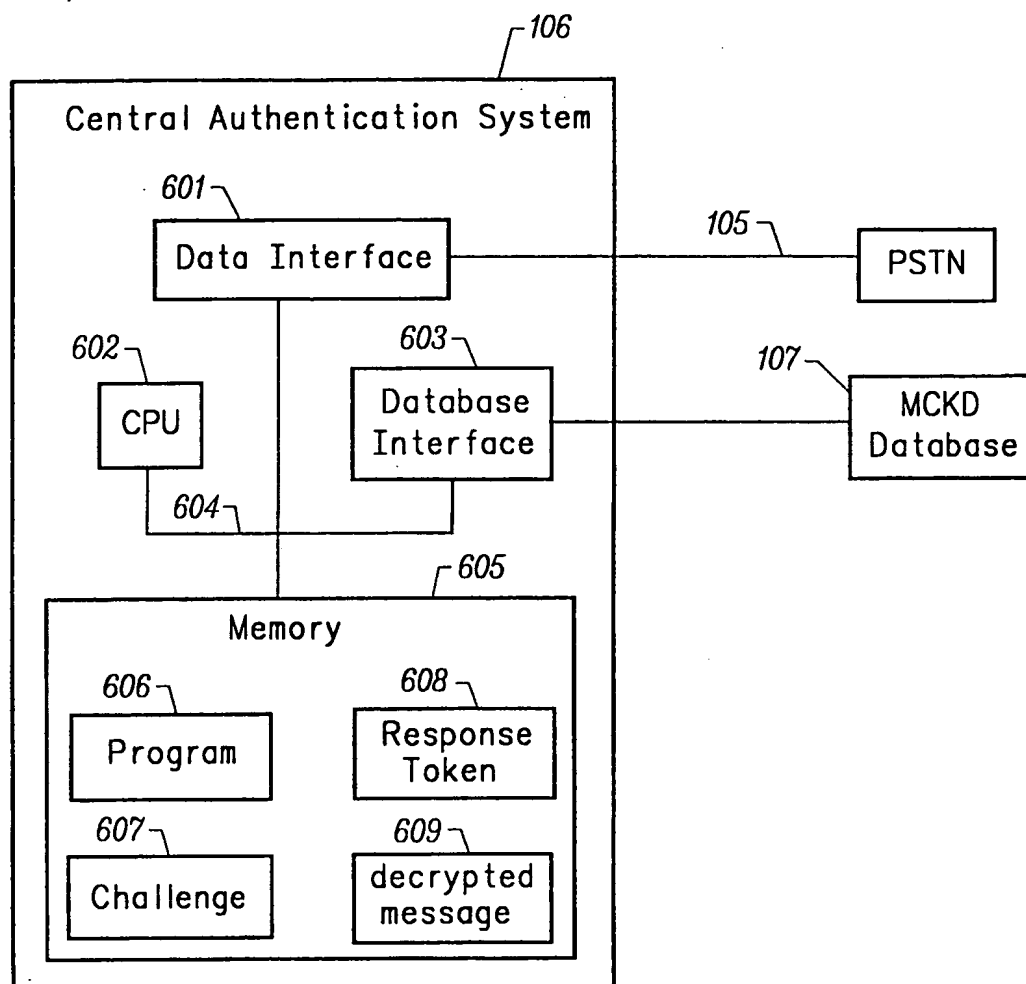 106
Central Authentication System
601
Data Interface
105
PSTN
602
CPU
603
Database
Interface
107
MCKD
Database
604
605
Memory
606
Program
608
Response
Token
607
Challenge
609
decrypted
message